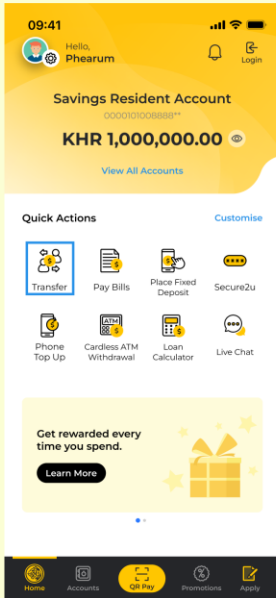 09:41
Hello,
Phearum
Login
Savings Resident Account
0000101008888**
KHR 1,000,000.00
View All Accounts
Quick Actions
Customise
Transfer
Pay Bills
Place Fixed
Deposit
Secure2u
Phone
Top Up
ATM
Cardless ATM
Withdrawal
Loan
Calculator
Live Chat
Get rewarded every
time you spend.
Learn More
Home
Accounts
QR Pay
Promotions
Apply